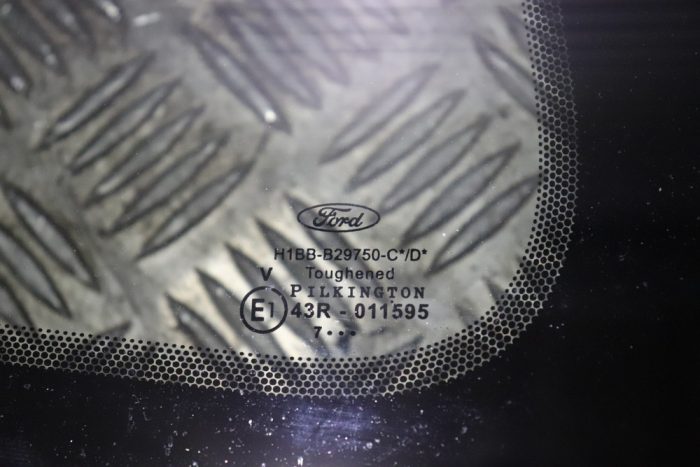 Ford
H1BB-B29750-C*/D*
V Toughened
PILKINGTON
E1 43R - 011595
7•••